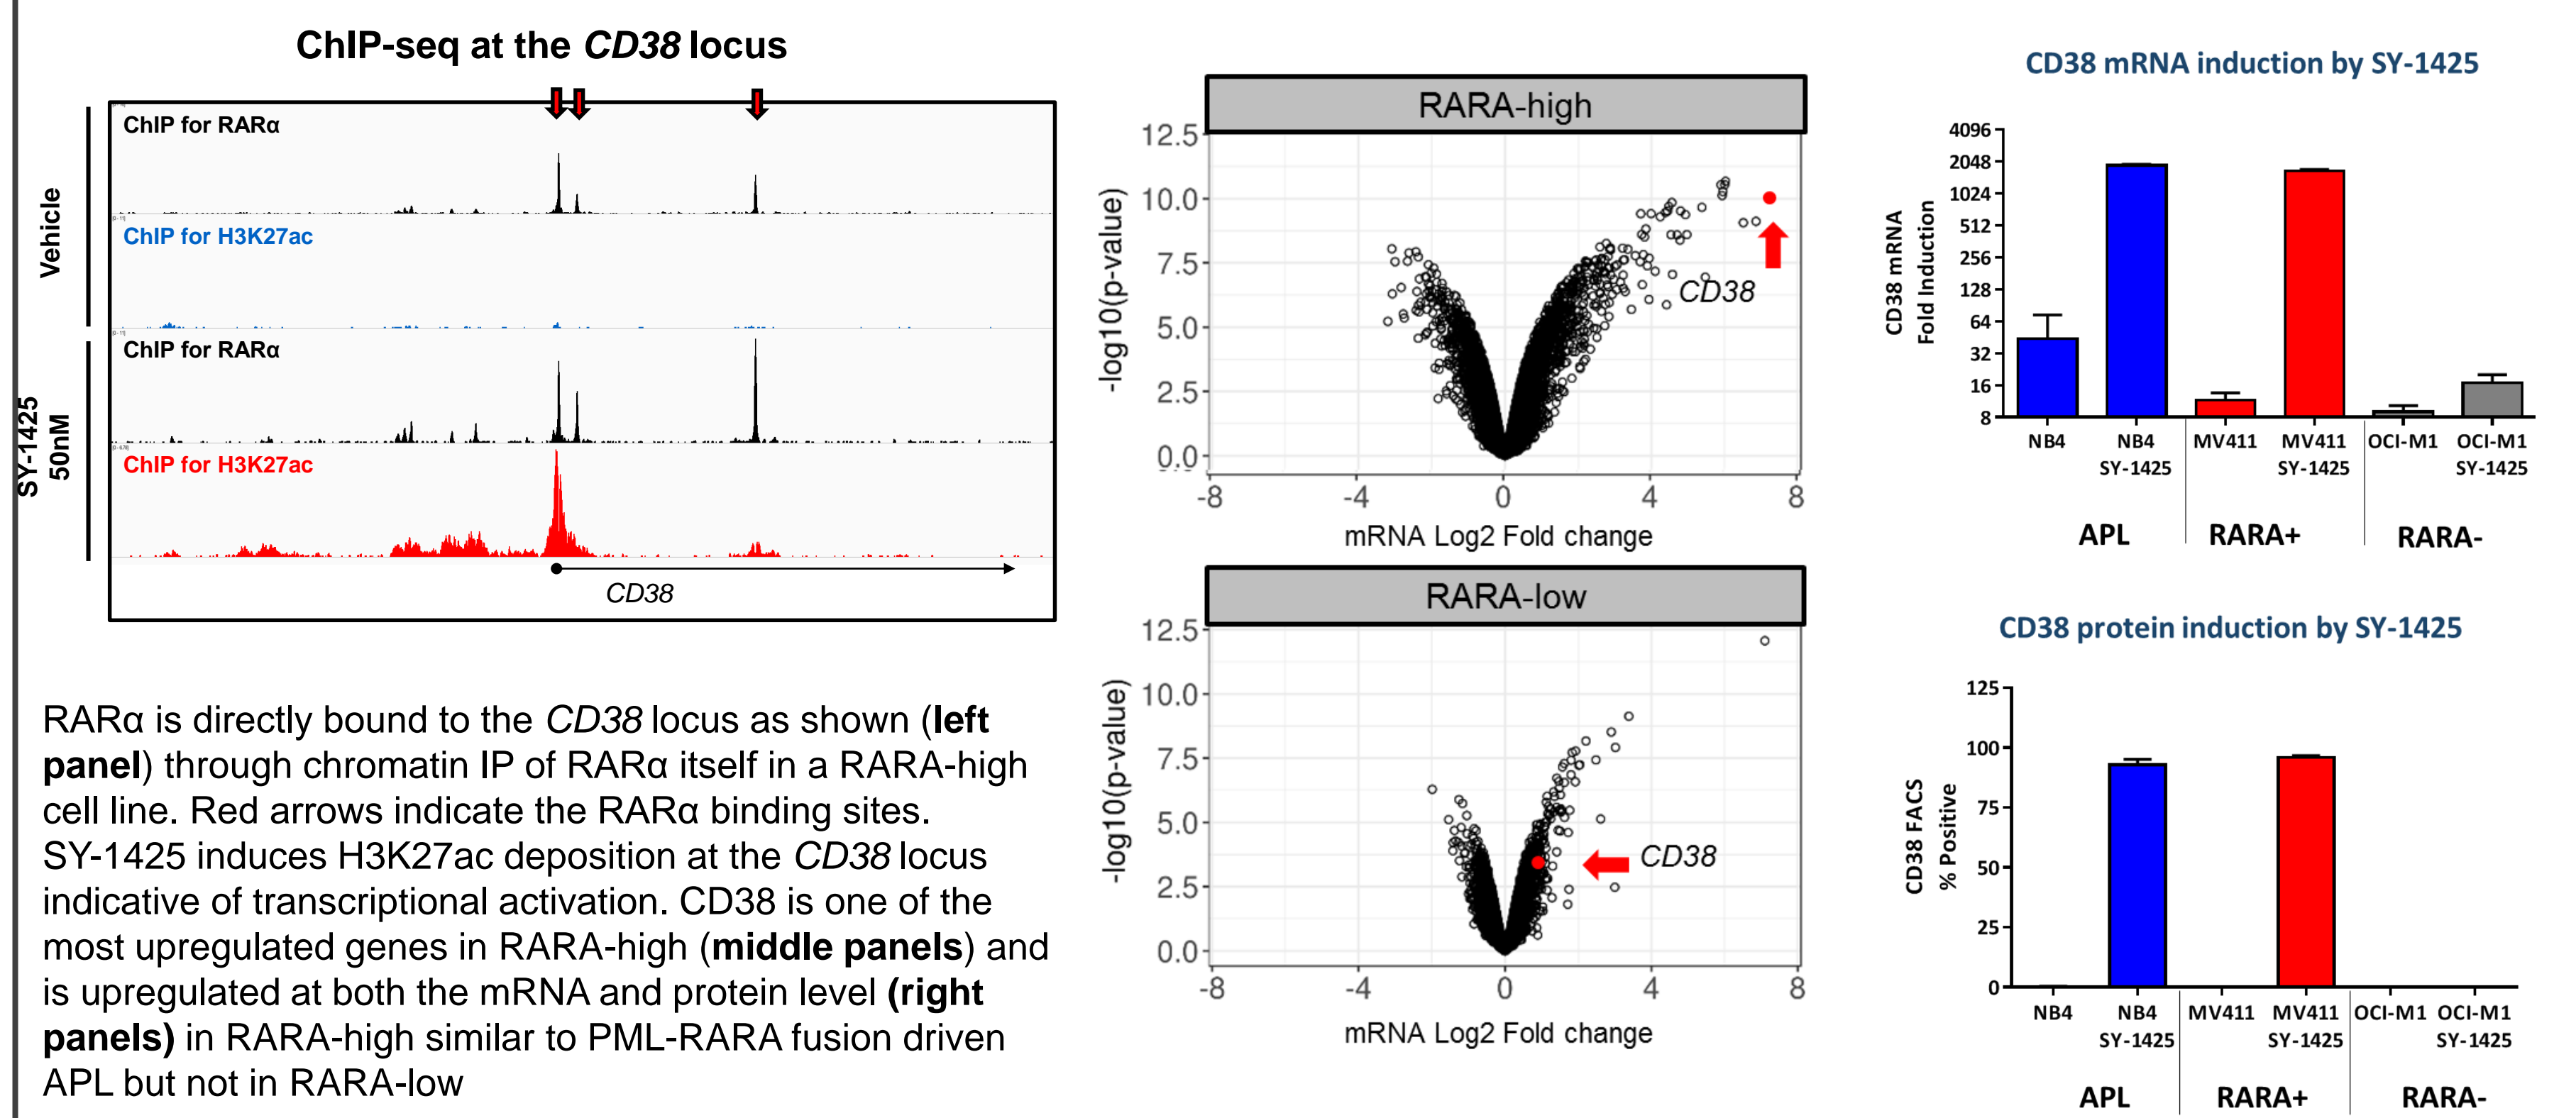 ChIP-seq at the CD38 locus
Vehicle
SY-1425
50nM
ChIP for RARα
ChIP for H3K27ac
ChIP for RARα
ChIP for H3K27ac
CD38
RARα is directly bound to the CD38 locus as shown (left
panel) through chromatin IP of RARα itself in a RARA-high
cell line. Red arrows indicate the RARα binding sites.
SY-1425 induces H3K27ac deposition at the CD38 locus
indicative of transcriptional activation. CD38 is one of the
most upregulated genes in RARA-high (middle panels) and
is upregulated at both the mRNA and protein level (right
panels) in RARA-high similar to PML-RARA fusion driven
APL but not in RARA-low
RARA-high
-log10(p-value)
12.5
10.0
7.5
5.0
2.5
0.0
CD38
-8 -4 0 4 8
mRNA Log2 Fold change
RARA-low
-log10(p-value)
12.5
10.0
7.5
5.0
2.5
0.0
CD38
-8 -4 0 4 8
mRNA Log2 Fold change
CD38 mRNA induction by SY-1425
CD38 mRNA
Fold Induction
4096
2048
1024
512
256
128
64
32
16
8
NB4 NB4 MV411 MV411 OCI-M1 OCI-M1
SY-1425 SY-1425 SY-1425
APL RARA+ RARA-
CD38 protein induction by SY-1425
CD38 FACS
% Positive
125
100
75
50
25
0
NB4 NB4 MV411 MV411 OCI-M1 OCI-M1
SY-1425 SY-1425 SY-1425
APL RARA+ RARA-